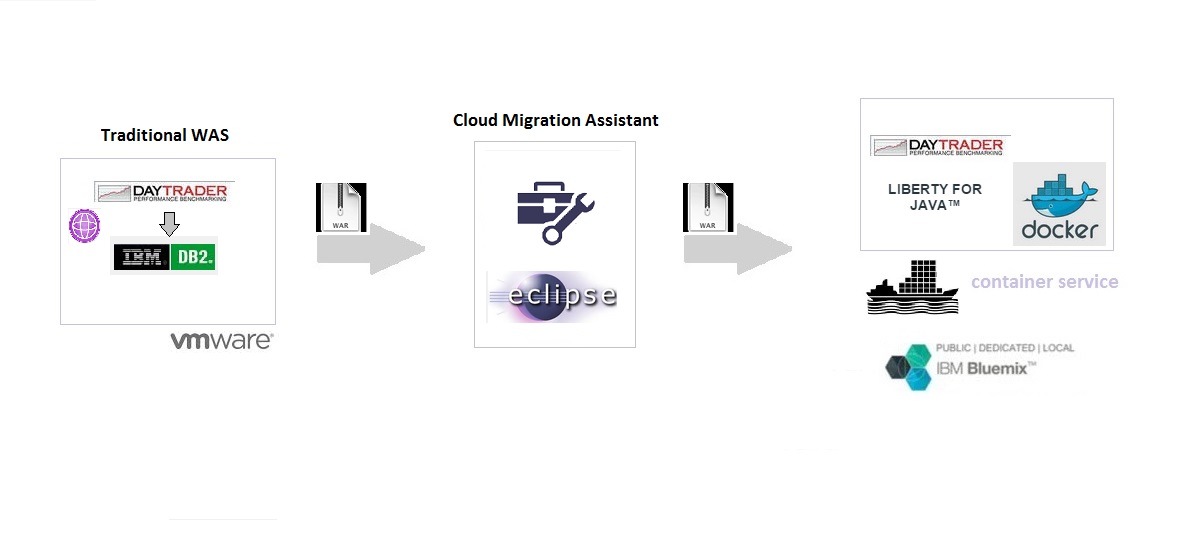 Traditional WAS
DAYTRADER
PERFORMANCE BENCHMARKING
IBM DB2.
vmware®
WAR
Cloud Migration Assistant
eclipse
WAR
DAYTRADER
PERFORMANCE BENCHMARKING
LIBERTY FOR
JAVA™
docker
container service
PUBLIC | DEDICATED | LOCAL
IBM Bluemix™